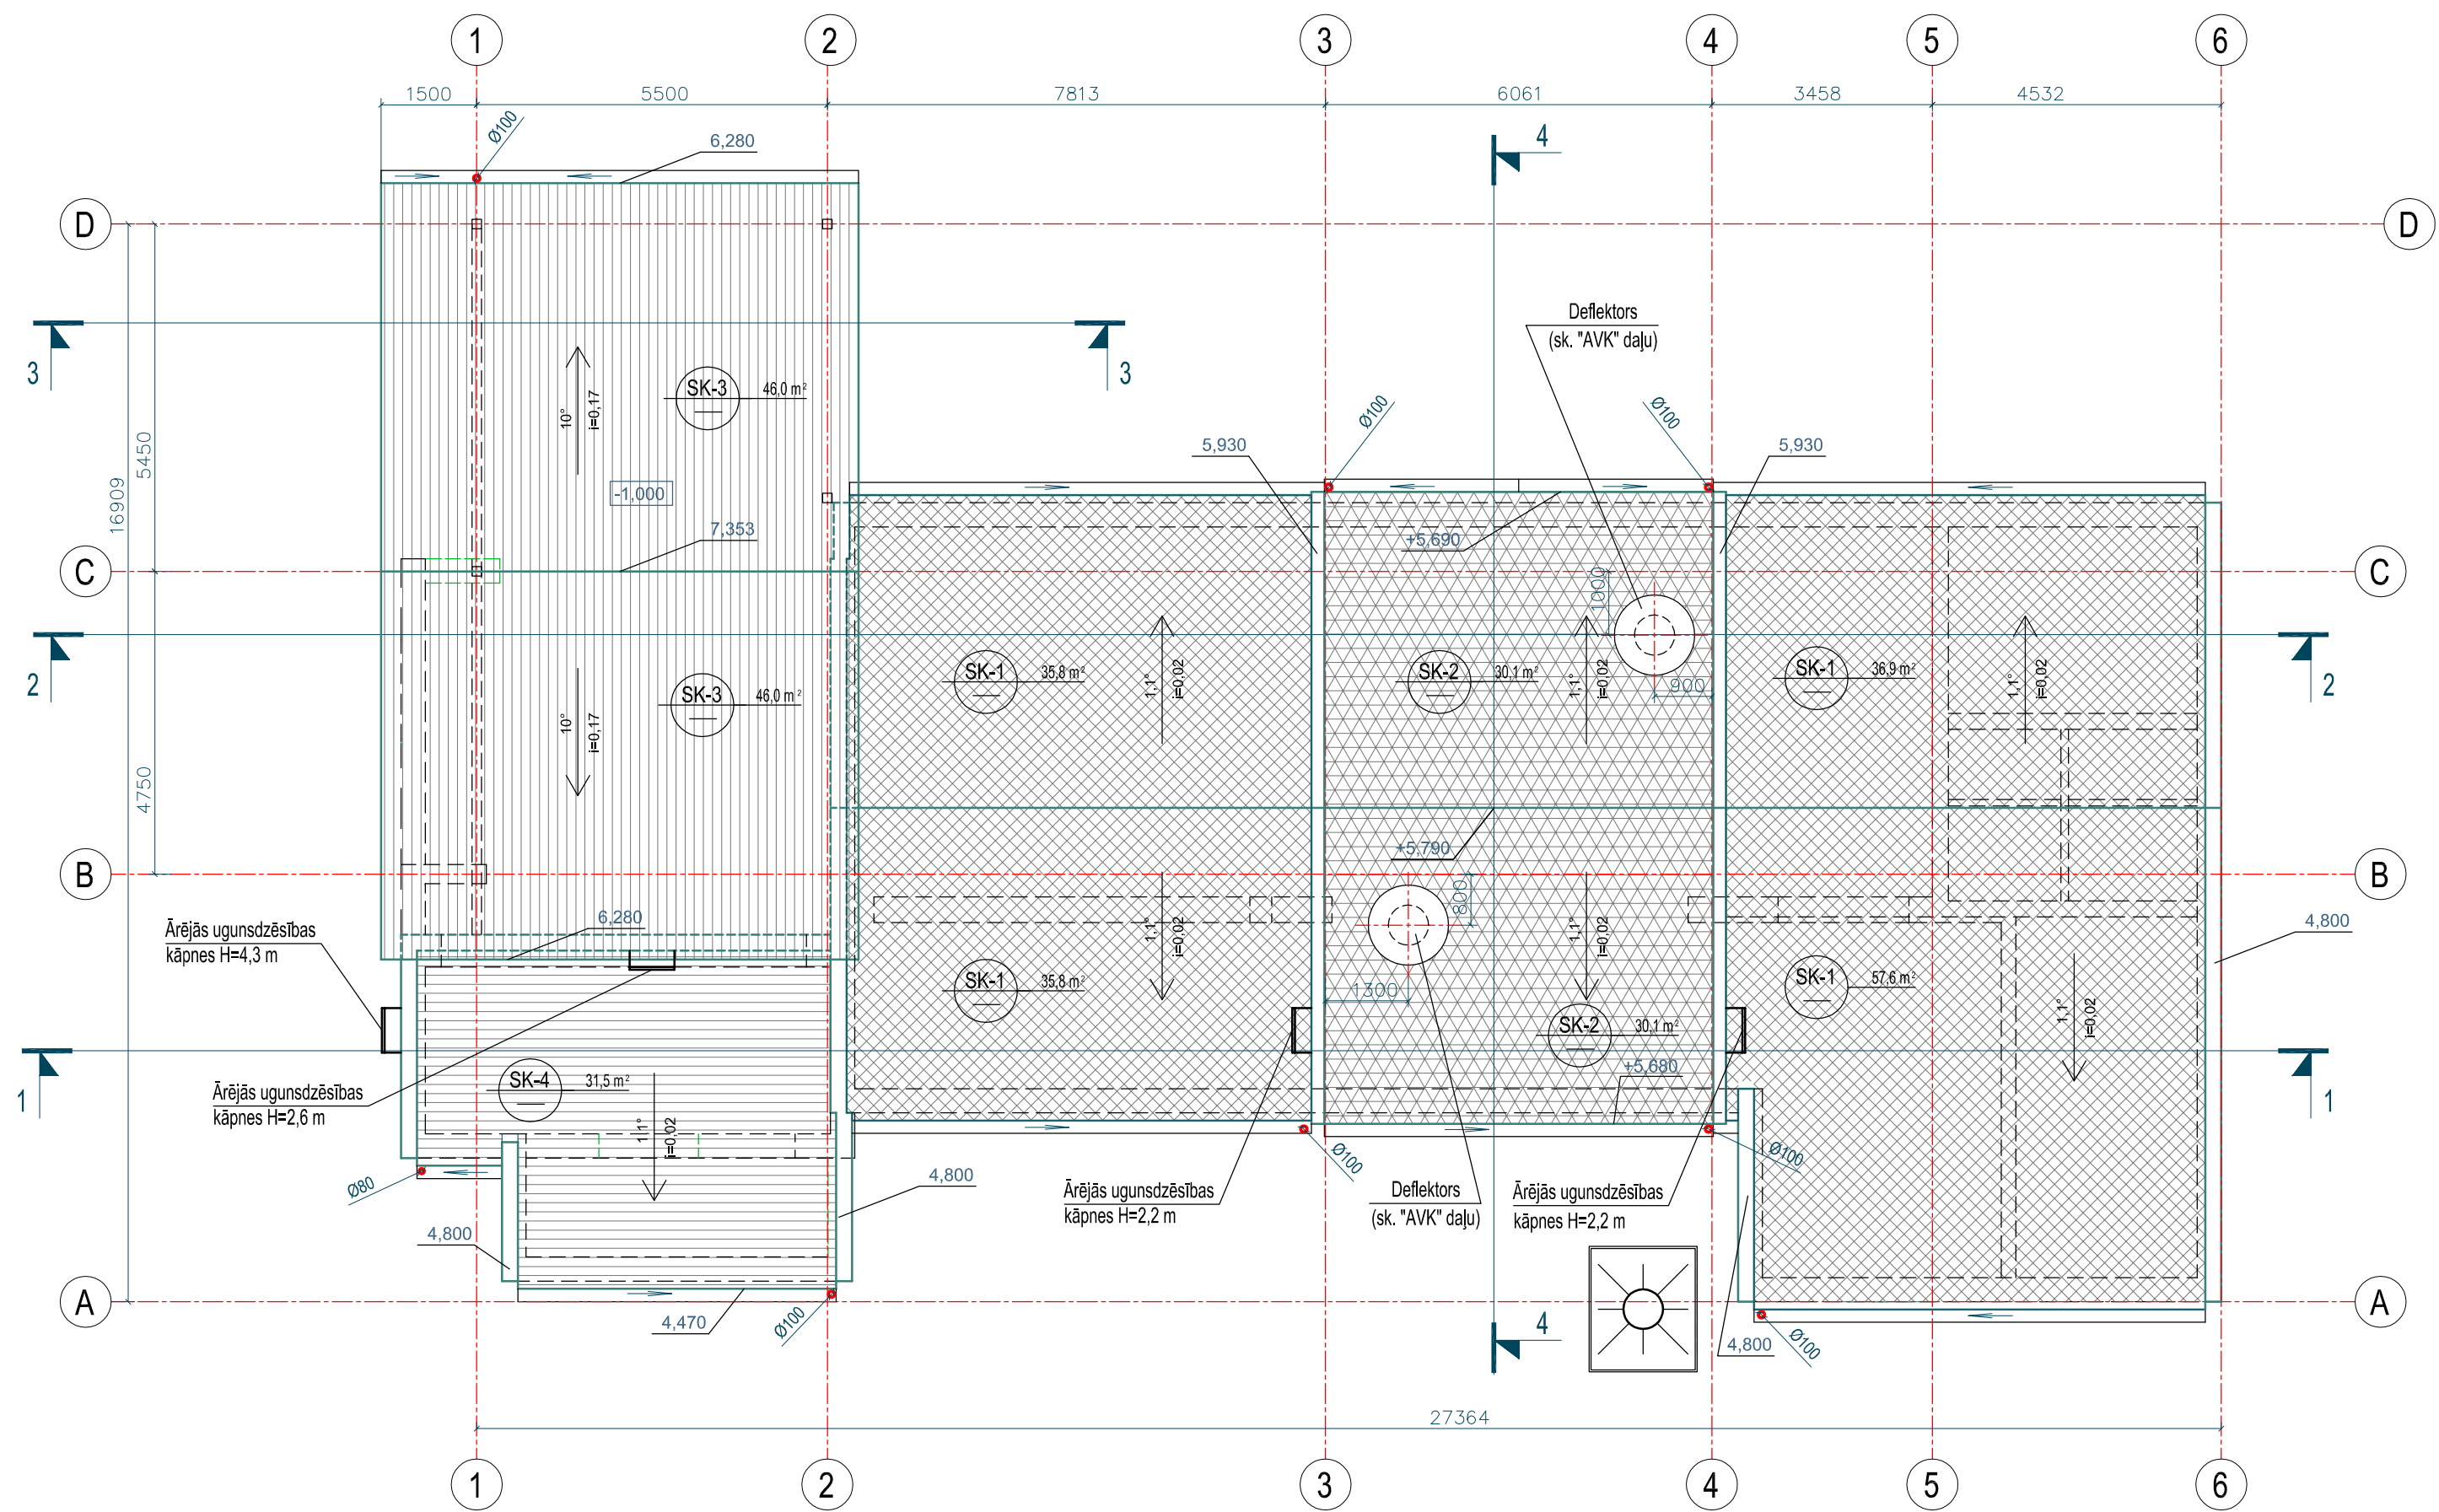 1 2 3 4 5 6
1500 5500 7813 6061 3458 4532
Ø100
6,280
4
D D
3 3
Deflektors
(sk. "AVK" daļu)
SK-3 46,0 m²
10°
i=0,17
Ø100
Ø100
5,930
5,930
5450
16909
-1,000
7,353
+5,690
C C
1000
2 2
SK-3 46,0 m²
10°
i=0,17
SK-1 35,8 m²
1,1°
i=0,02
SK-2 30,1 m²
1,1°
i=0,02
900
SK-1 36,9 m²
1,1°
i=0,02
4750
+5,790
B B
800
6,280
Ārējās ugunsdzēsības
kāpnes H=4,3 m
4,800
1,1°
i=0,02
1,1°
i=0,02
SK-1 35,8 m²
1300
SK-1 57,6 m²
1,1°
i=0,02
SK-2 30,1 m²
+5,680
1 1
SK-4 31,5 m²
Ārējās ugunsdzēsības
kāpnes H=2,6 m
1,1°
i=0,02
Ø80
4,800
4,800
Ø100
Ø100
Ārējās ugunsdzēsības
kāpnes H=2,2 m
Deflektors
(sk. "AVK" daļu)
Ārējās ugunsdzēsības
kāpnes H=2,2 m
A A
4,470
Ø100
4
4,800
Ø100
27364
1 2 3 4 5 6